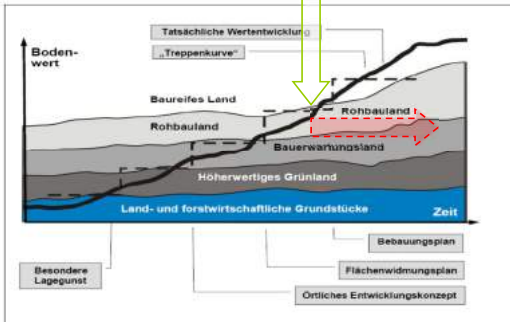 Tatsächliche Wertentwicklung
Boden-
wert
„Treppenkurve“
Baureifes Land
Rohbauland
Rohbauland
Bauerwartungsland
Höherwertiges Grünland
Land- und forstwirtschaftliche Grundstücke
Zeit
Bebauungsplan
Besondere
Lagegunst
Flächenwidmungsplan
Örtliches Entwicklungskonzept